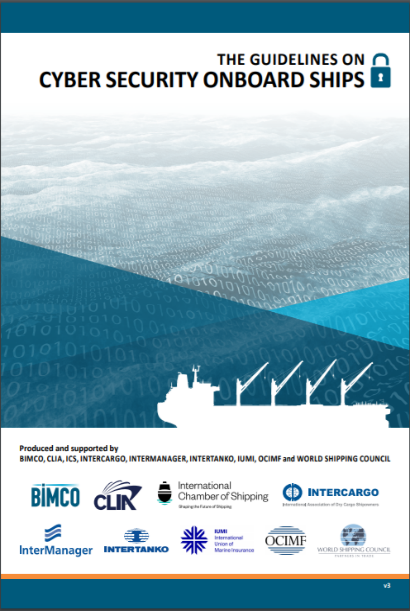 THE GUIDELINES ON
CYBER SECURITY ONBOARD SHIPS
Produced and supported by
BIMCO, CLIA, ICS, INTERCARGO, INTERMANAGER, INTERTANKO, IUMI, OCIMF and WORLD SHIPPING COUNCIL
BIMCO
CLIA
International
Chamber of Shipping
Shaping the Future of Shipping
INTERCARGO
International Association of Dry Cargo Shipowners
InterManager
INTERTANKO
IUMI
International
Union of
Marine Insurance
OCIMF
WORLD SHIPPING COUNCIL
v3